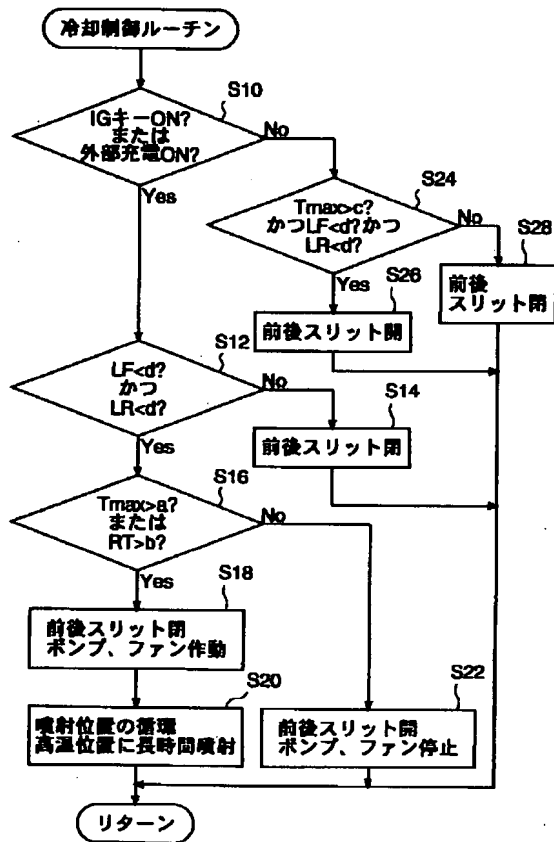 冷却制御ルーチン
S10
IGキーON?
または
外部充電ON?
No
Yes
S24
Tmax>c?
かつLF<d?かつ
LR<d?
No
Yes
S28
前後
スリット閉
S26
前後スリット開
S12
LF<d?
かつ
LR<d?
No
Yes
S14
前後スリット閉
S16
Tmax>a?
または
RT>b?
No
Yes
S18
前後スリット閉
ポンプ、ファン作動
S20
噴射位置の循環
高温位置に長時間噴射
S22
前後スリット開
ポンプ、ファン停止
リターン